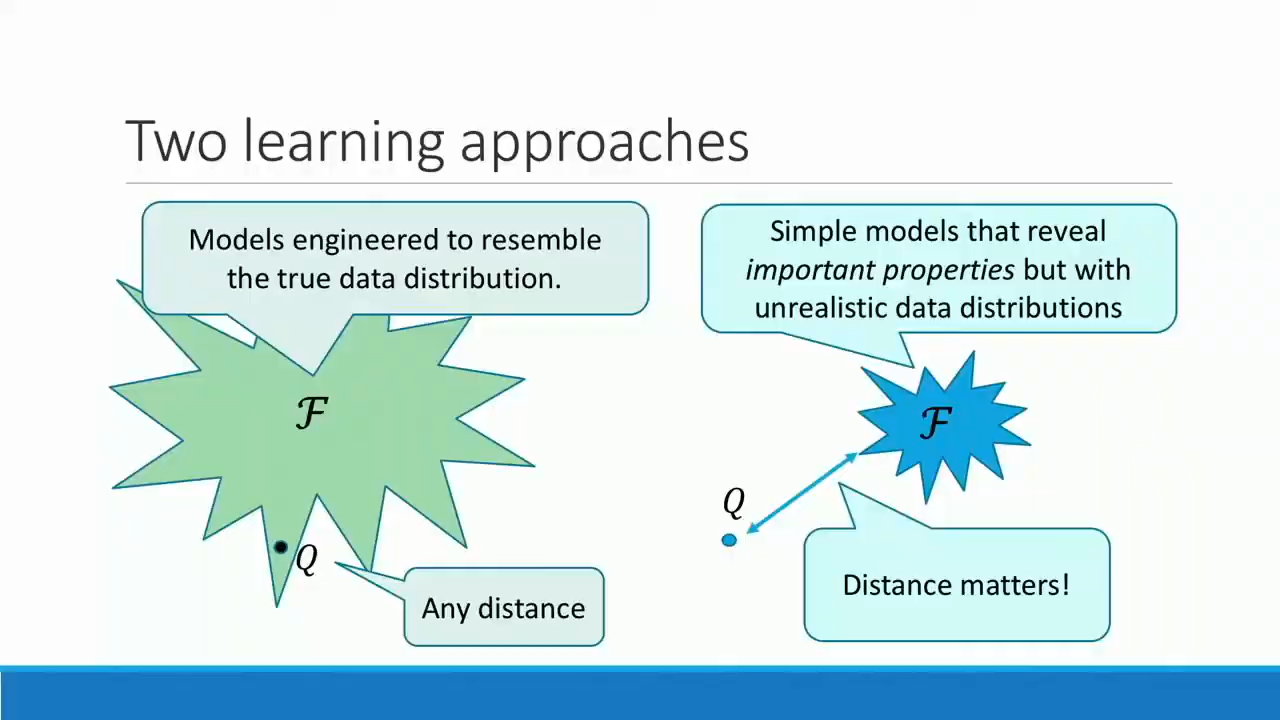 Two learning approaches
Models engineered to resemble
the true data distribution.
ℱ
Q
Any distance
Simple models that reveal
important properties but with
unrealistic data distributions
ℱ
Q
Distance matters!